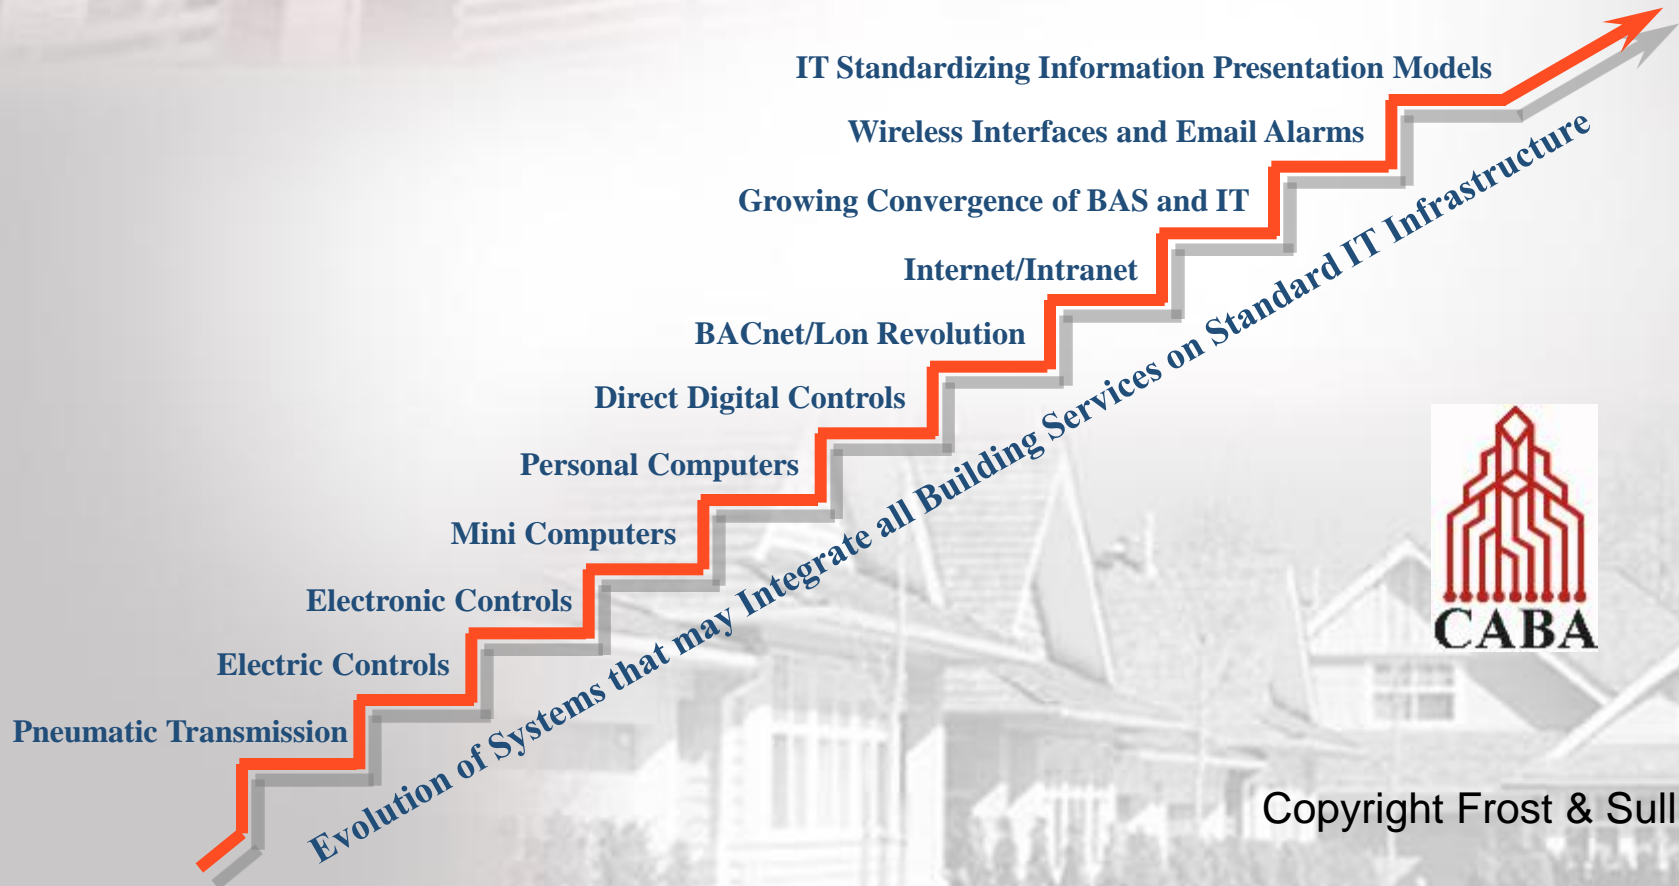 IT Standardizing Information Presentation Models
Wireless Interfaces and Email Alarms
Growing Convergence of BAS and IT
Internet/Intranet
BACnet/Lon Revolution
Direct Digital Controls
Personal Computers
Mini Computers
Electronic Controls
Electric Controls
Pneumatic Transmission
Evolution of Systems that may Integrate all Building Services on Standard IT Infrastructure
CABA
Copyright Frost & Sull